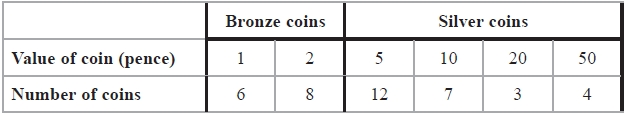 Bronze coins Silver coins
Value of coin (pence) 1 2 5 10 20 50
Number of coins 6 8 12 7 3 4